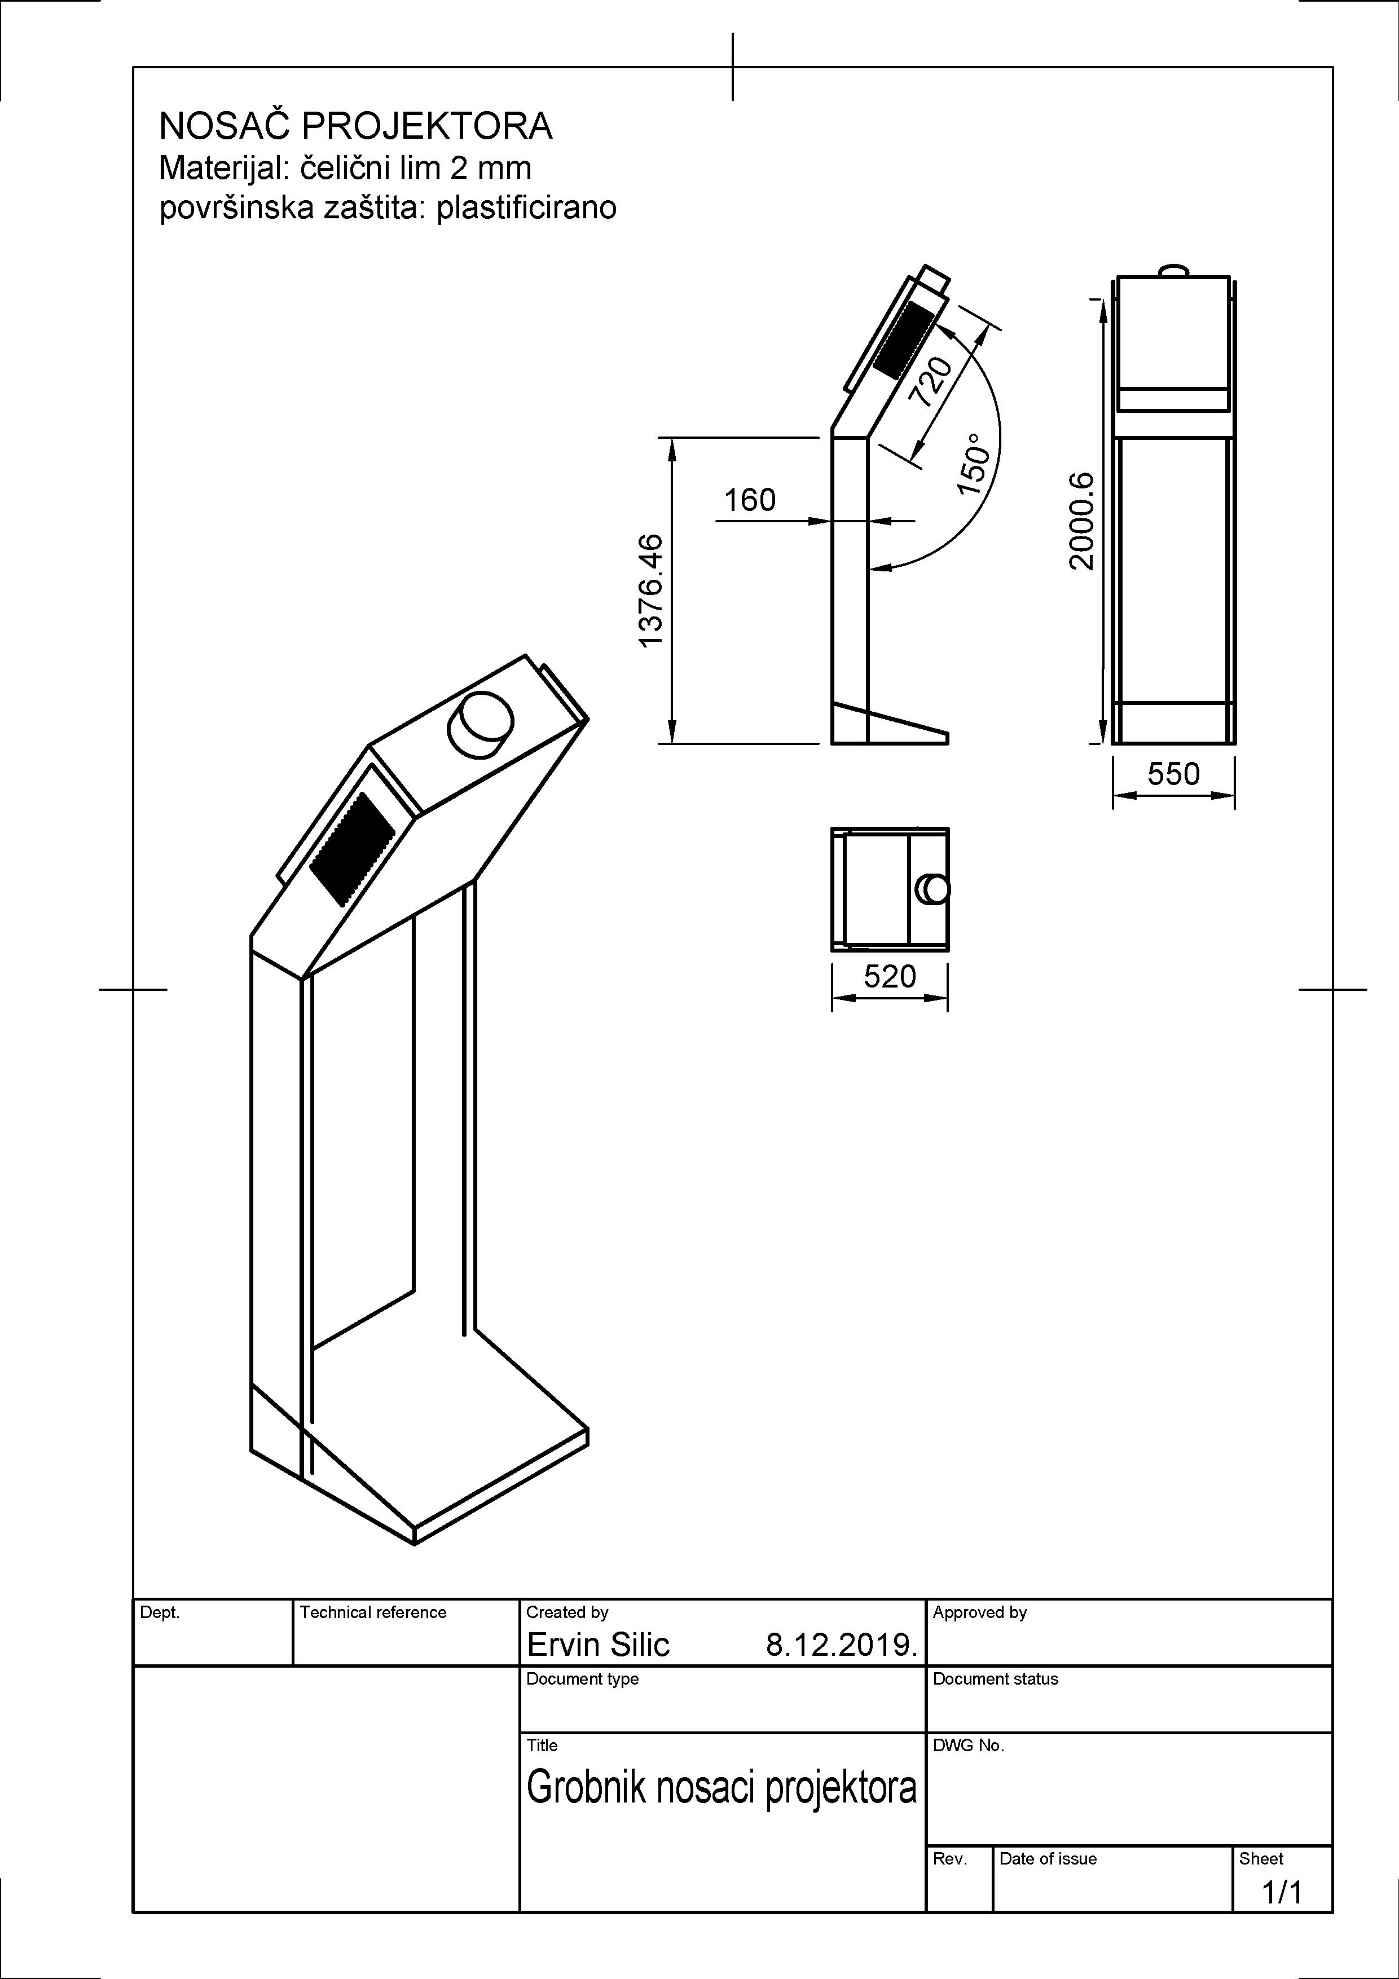 NOSAČ PROJEKTORA
Materijal: čelični lim 2 mm
površinska zaštita: plastificirano
720
150°
160
1376.46
2000.6
550
520
Dept.
Technical reference
Created by
Approved by
Ervin Silic 8.12.2019.
Document type
Document status
Title
DWG No.
Grobnik nosaci projektora
Rev.
Date of issue
Sheet
1/1